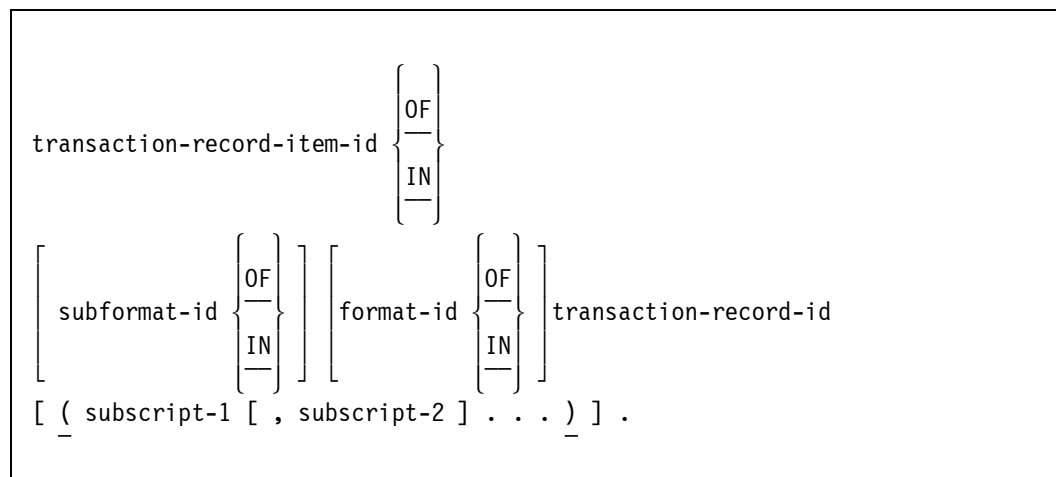 OF
transaction-record-item-id
IN
OF OF
subformat-id format-id transaction-record-id
IN IN
[ ( subscript-1 [ , subscript-2 ] . . . ) ] .